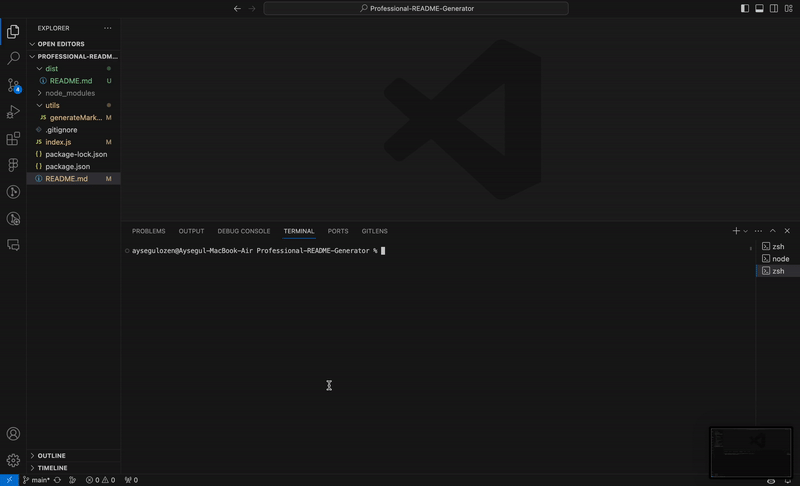 Professional-README-Generator
EXPLORER
OPEN EDITORS
PROFESSIONAL-READM...
dist
README.md U
node_modules
utils
JS generateMark... M
.gitignore
JS index.js M
{ } package-lock.json
{ } package.json
README.md M
OUTLINE
TIMELINE
4
PROBLEMS OUTPUT DEBUG CONSOLE TERMINAL PORTS GITLENS
aysegulozen@Aysegul-MacBook-Air Professional-README-Generator %
zsh
node
zsh
main* 0 0 0